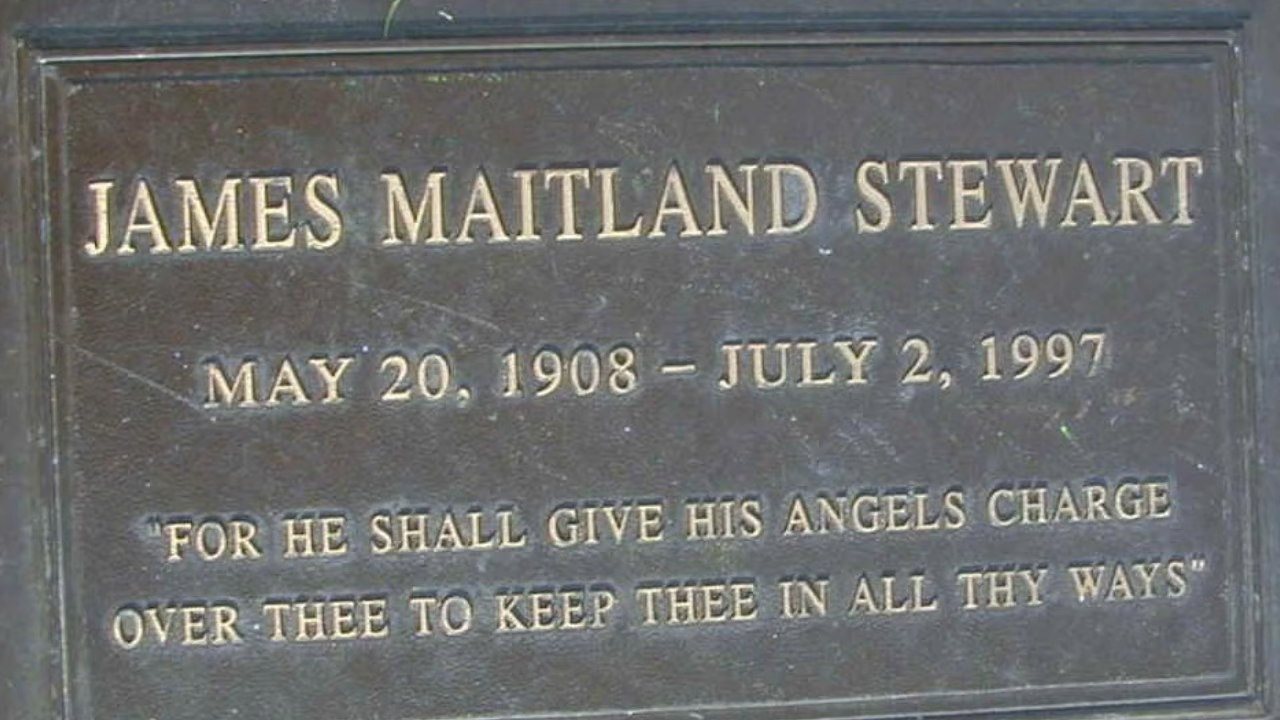 JAMES MAITLAND STEWART
MAY 20, 1908 – JULY 2, 1997
"FOR HE SHALL GIVE HIS ANGELS CHARGE
OVER THEE TO KEEP THEE IN ALL THY WAYS"